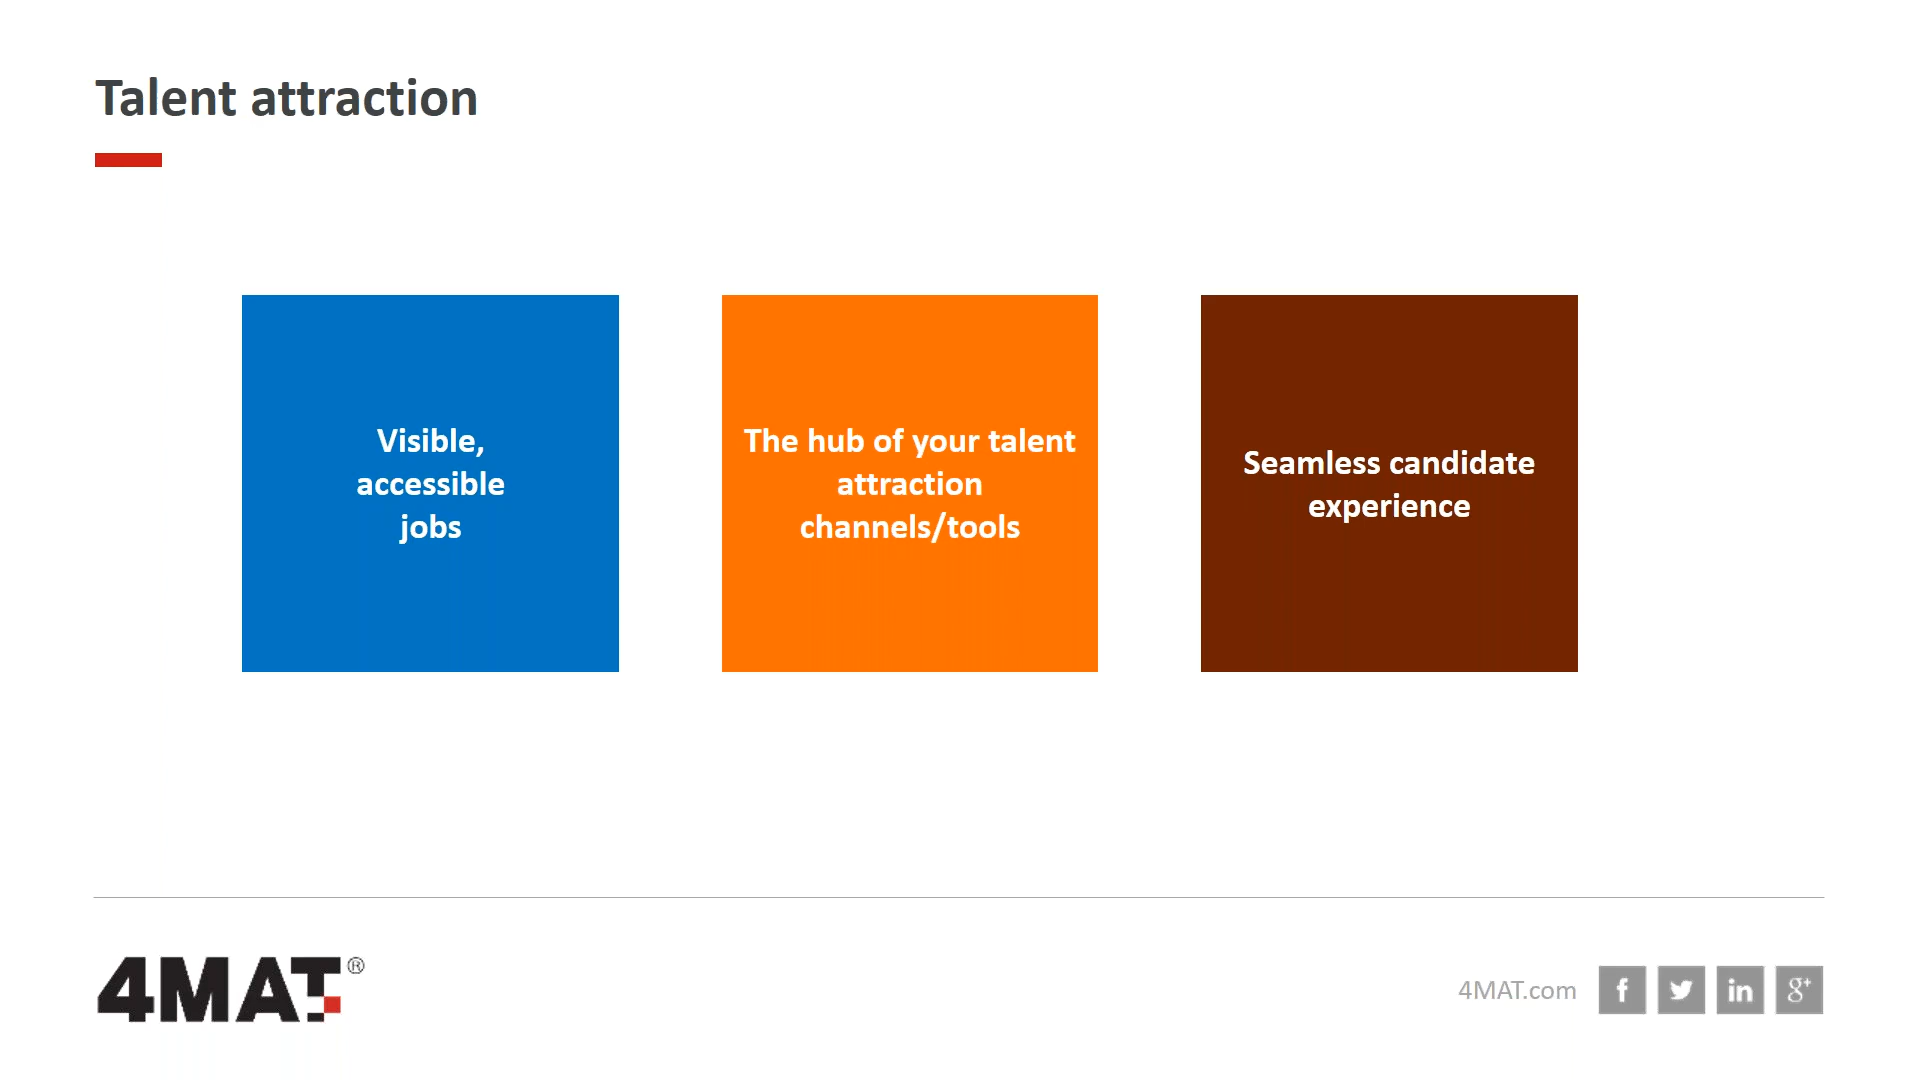 Talent attraction
Visible,
accessible
jobs
The hub of your talent
attraction
channels/tools
Seamless candidate
experience
4MAT®
4MAT.com
f
in
g+